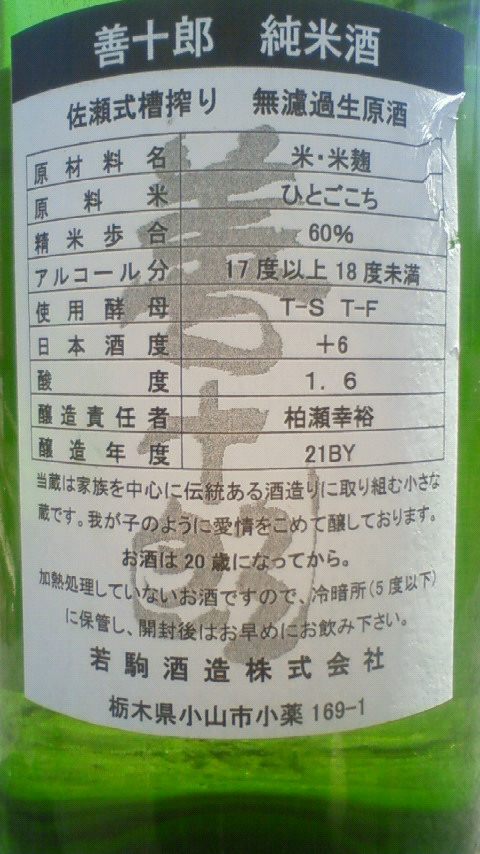 善十郎 純米酒
佐瀬式槽搾り 無濾過生原酒
原材料名 米・米麹
原料米 ひとごこち
精米歩合 60%
アルコール分 17度以上18度未満
使用酵母 T-S T-F
日本酒度 +6
酸度 1.6
醸造責任者 柏瀬幸裕
醸造年度 21BY
当蔵は家族を中心に伝統ある酒造りに取り組む小さな
蔵です。我が子のように愛情をこめて醸しております。
お酒は20歳になってから。
加熱処理していないお酒ですので、冷暗所(5度以下)
に保管し、開封後はお早めにお飲み下さい。
若駒酒造株式会社
栃木県小山市小薬169-1
善十郎